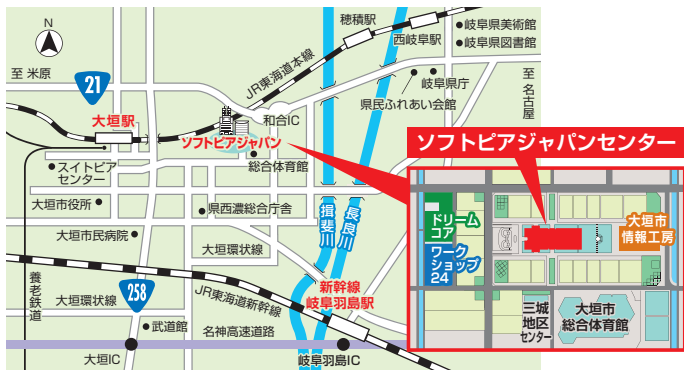 N
穂積駅
西岐阜駅
岐阜県美術館
岐阜県図書館
至 米原
JR東海道本線
岐阜県庁
県民ふれあい会館
至 名古屋
21
大垣駅
和合IC
ソフトピアジャパン
総合体育館
スイトピア
センター
大垣市役所
県西濃総合庁舎
揖斐川
長良川
大垣市民病院
大垣環状線
養老鉄道
新幹線
岐阜羽島駅
258
JR東海道新幹線
大垣環状線
武道館
名神高速道路
大垣IC
岐阜羽島IC
ソフトピアジャパンセンター
ドリーム
コア
ワーク
ショップ
24
大垣市
情報工房
三城
地区
センター
大垣市
総合体育館